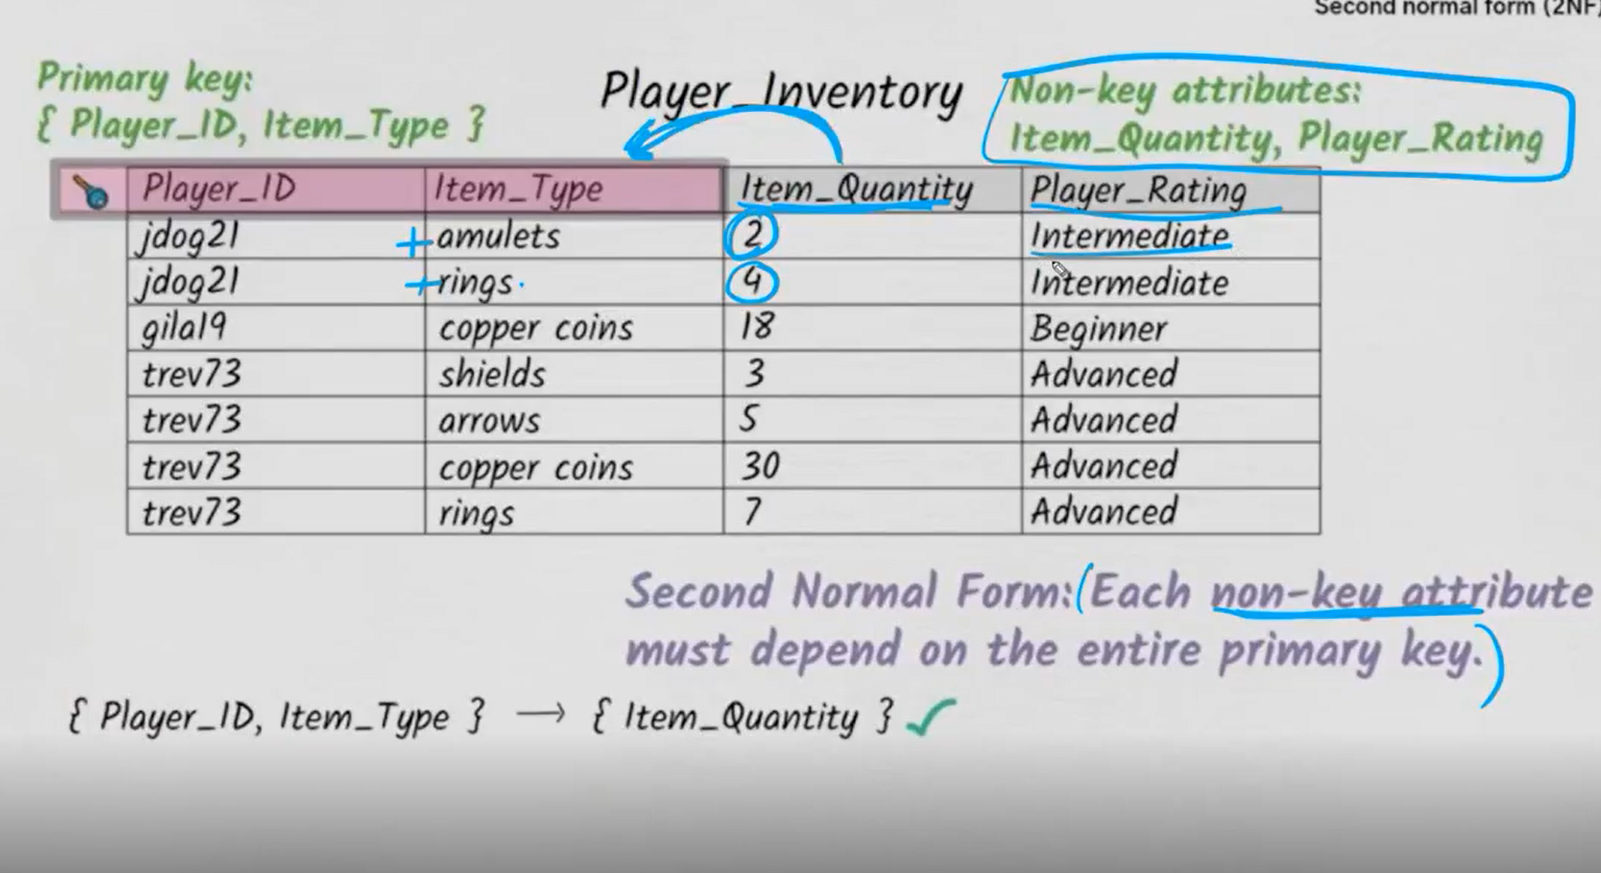 Second normal form (2NF)
Primary key:
{ Player_ID, Item_Type }
Player_Inventory
Non-key attributes:
Item_Quantity, Player_Rating
Player_ID Item_Type Item_Quantity Player_Rating
jdog21 amulets 2 Intermediate
jdog21 rings 4 Intermediate
gila19 copper coins 18 Beginner
trev73 shields 3 Advanced
trev73 arrows 5 Advanced
trev73 copper coins 30 Advanced
trev73 rings 7 Advanced
Second Normal Form: (Each non-key attribute
must depend on the entire primary key.)
{ Player_ID, Item_Type } → { Item_Quantity } ✓